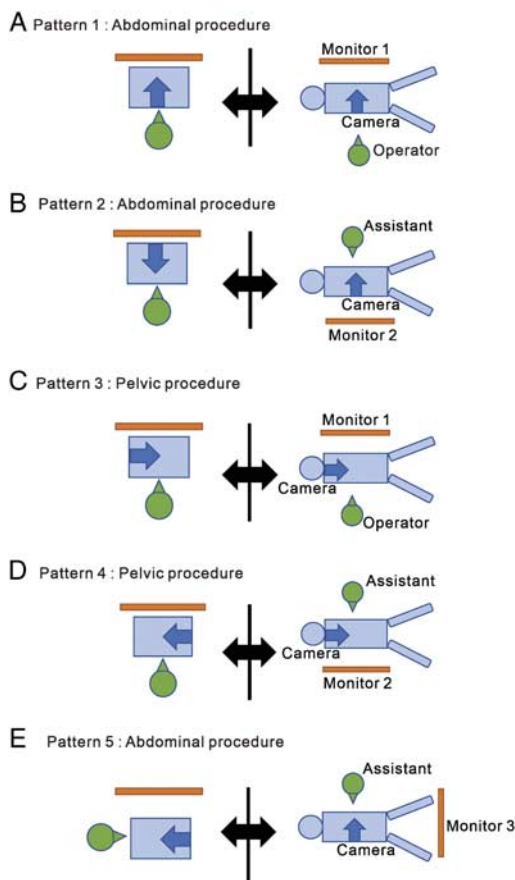 A Pattern 1 : Abdominal procedure
Monitor 1
Camera
Operator
B Pattern 2 : Abdominal procedure
Assistant
Camera
Monitor 2
C Pattern 3 : Pelvic procedure
Monitor 1
Camera
Operator
D Pattern 4 : Pelvic procedure
Assistant
Camera
Monitor 2
E Pattern 5 : Abdominal procedure
Assistant
Monitor 3
Camera